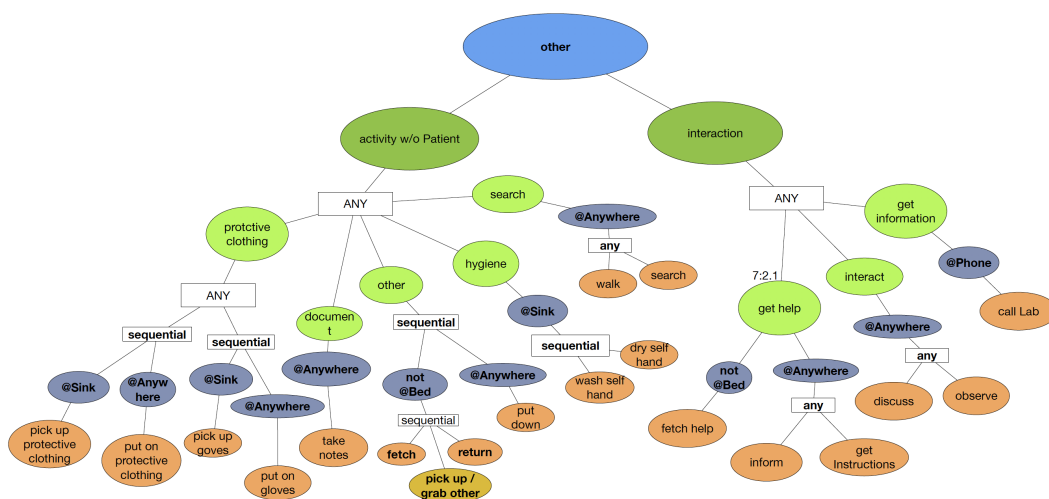 other
activity w/o Patient
interaction
ANY
search
ANY
get
information
protctive
clothing
@Anywhere
any
hygiene
walk
search
@Phone
interact
7:2.1
other
ANY
get help
call Lab
documen
t
@Sink
sequential
@Anywhere
sequential
sequential
sequential
dry self
hand
any
@Sink
@Anyw
here
@Sink
@Anywhere
not
@Bed
@Anywhere
wash self
hand
not
@Bed
@Anywhere
discuss
observe
@Anywhere
any
put
down
sequential
pick up
protective
clothing
put on
protective
clothing
pick up
goves
take
notes
fetch
return
fetch help
inform
get
Instructions
put on
gloves
pick up /
grab other